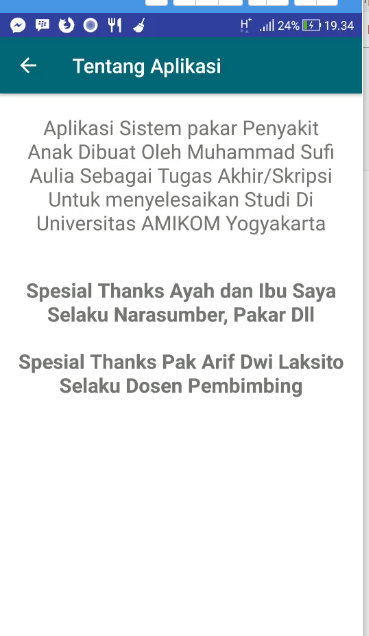 H+ 24% 19.34
Tentang Aplikasi
Aplikasi Sistem pakar Penyakit
Anak Dibuat Oleh Muhammad Sufi
Aulia Sebagai Tugas Akhir/Skripsi
Untuk menyelesaikan Studi Di
Universitas AMIKOM Yogyakarta
Spesial Thanks Ayah dan Ibu Saya
Selaku Narasumber, Pakar Dll
Spesial Thanks Pak Arif Dwi Laksito
Selaku Dosen Pembimbing